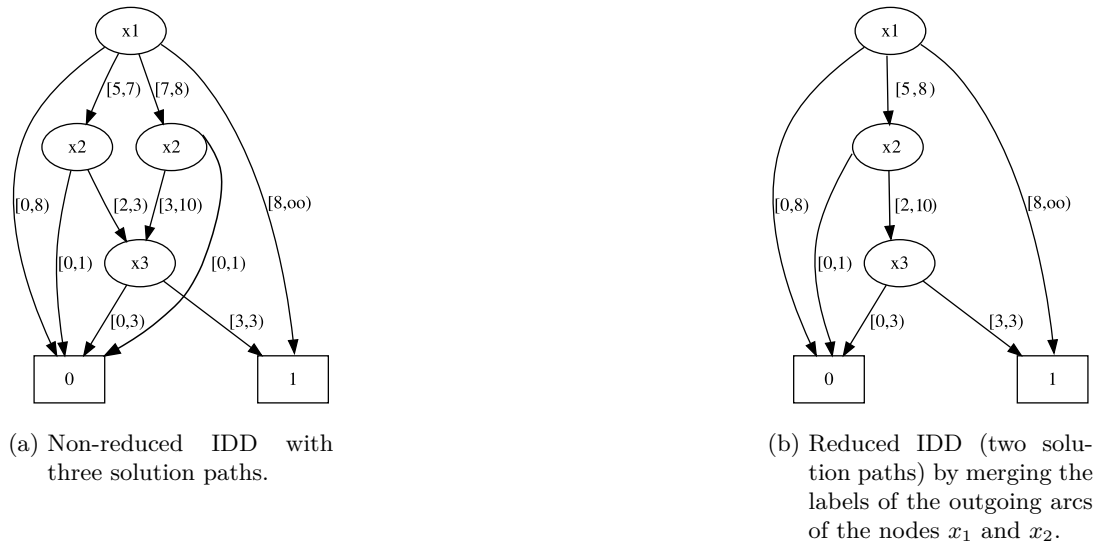 x1
[5,7)
[7,8)
x2
x2
[0,8)
[2,3)
[3,10)
[8,oo)
[0,1)
x3
[0,1)
[0,3)
[3,3)
0
1
(a) Non-reduced IDD with
three solution paths.
x1
[5,8)
x2
[0,8)
[2,10)
[8,oo)
[0,1)
x3
[0,3)
[3,3)
0
1
(b) Reduced IDD (two solu-
tion paths) by merging the
labels of the outgoing arcs
of the nodes x1 and x2.